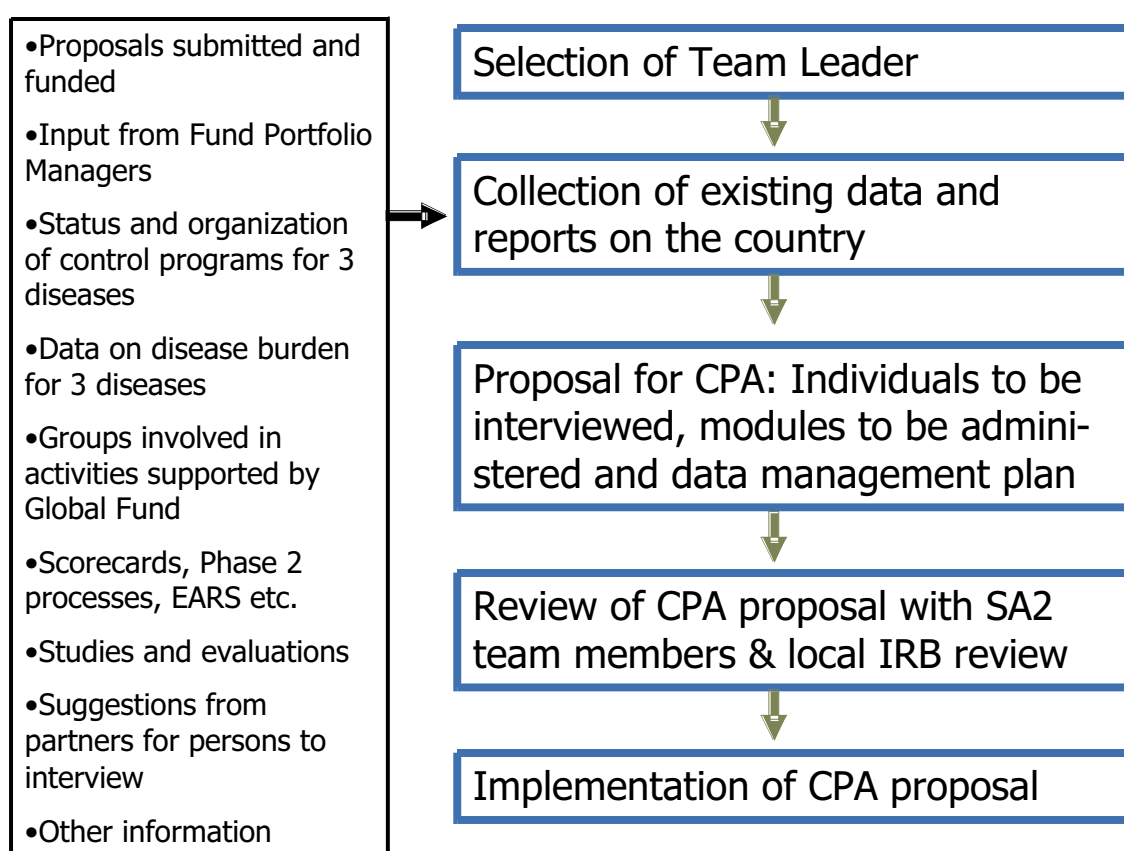 •Proposals submitted and
funded
•Input from Fund Portfolio
Managers
•Status and organization
of control programs for 3
diseases
•Data on disease burden
for 3 diseases
•Groups involved in
activities supported by
Global Fund
•Scorecards, Phase 2
processes, EARS etc.
•Studies and evaluations
•Suggestions from
partners for persons to
interview
•Other information
Selection of Team Leader
Collection of existing data and
reports on the country
Proposal for CPA: Individuals to be
interviewed, modules to be admini-
stered and data management plan
Review of CPA proposal with SA2
team members & local IRB review
Implementation of CPA proposal